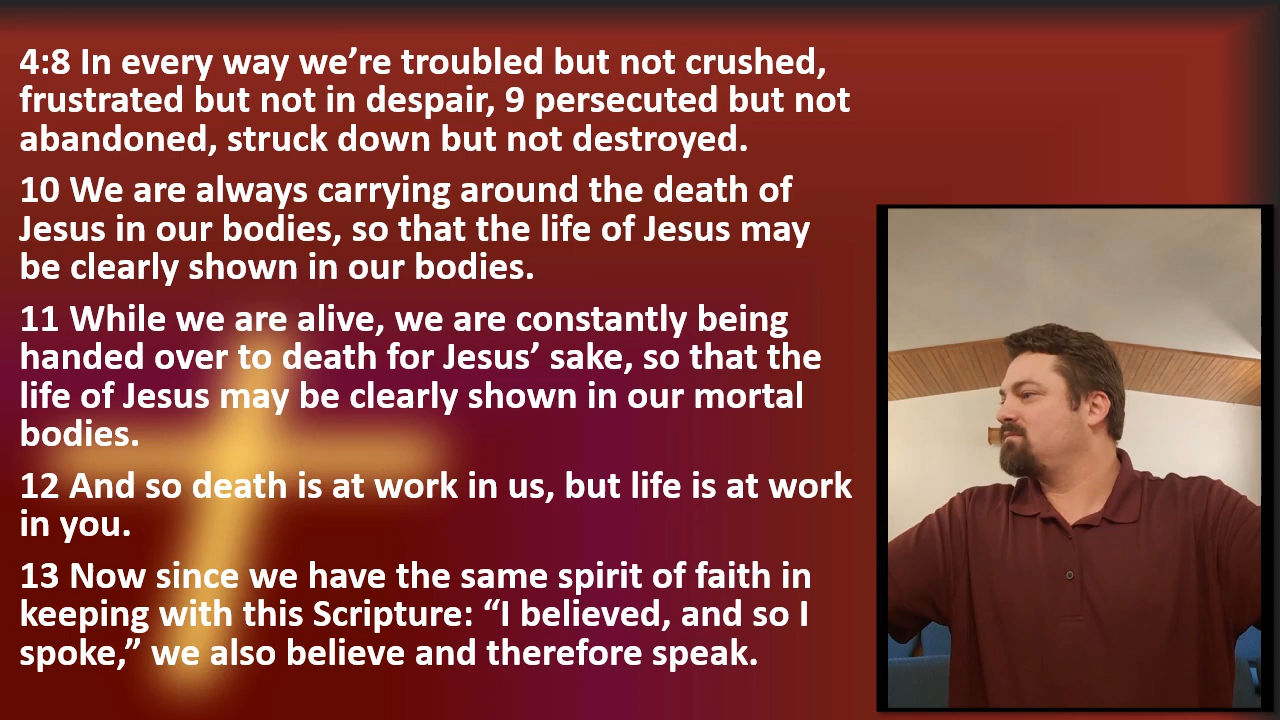 4:8 In every way we’re troubled but not crushed,
frustrated but not in despair, 9 persecuted but not
abandoned, struck down but not destroyed.
10 We are always carrying around the death of
Jesus in our bodies, so that the life of Jesus may
be clearly shown in our bodies.
11 While we are alive, we are constantly being
handed over to death for Jesus’ sake, so that the
life of Jesus may be clearly shown in our mortal
bodies.
12 And so death is at work in us, but life is at work
in you.
13 Now since we have the same spirit of faith in
keeping with this Scripture: “I believed, and so I
spoke,” we also believe and therefore speak.